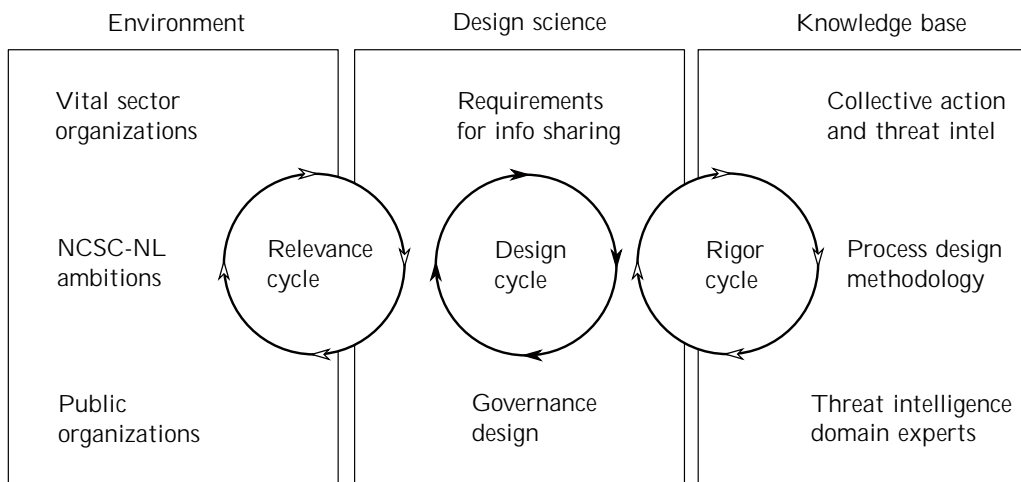 Environment
Design science
Knowledge base
Vital sector
organizations
Requirements
for info sharing
Collective action
and threat intel
NCSC-NL
ambitions
Relevance
cycle
Design
cycle
Rigor
cycle
Process design
methodology
Public
organizations
Governance
design
Threat intelligence
domain experts